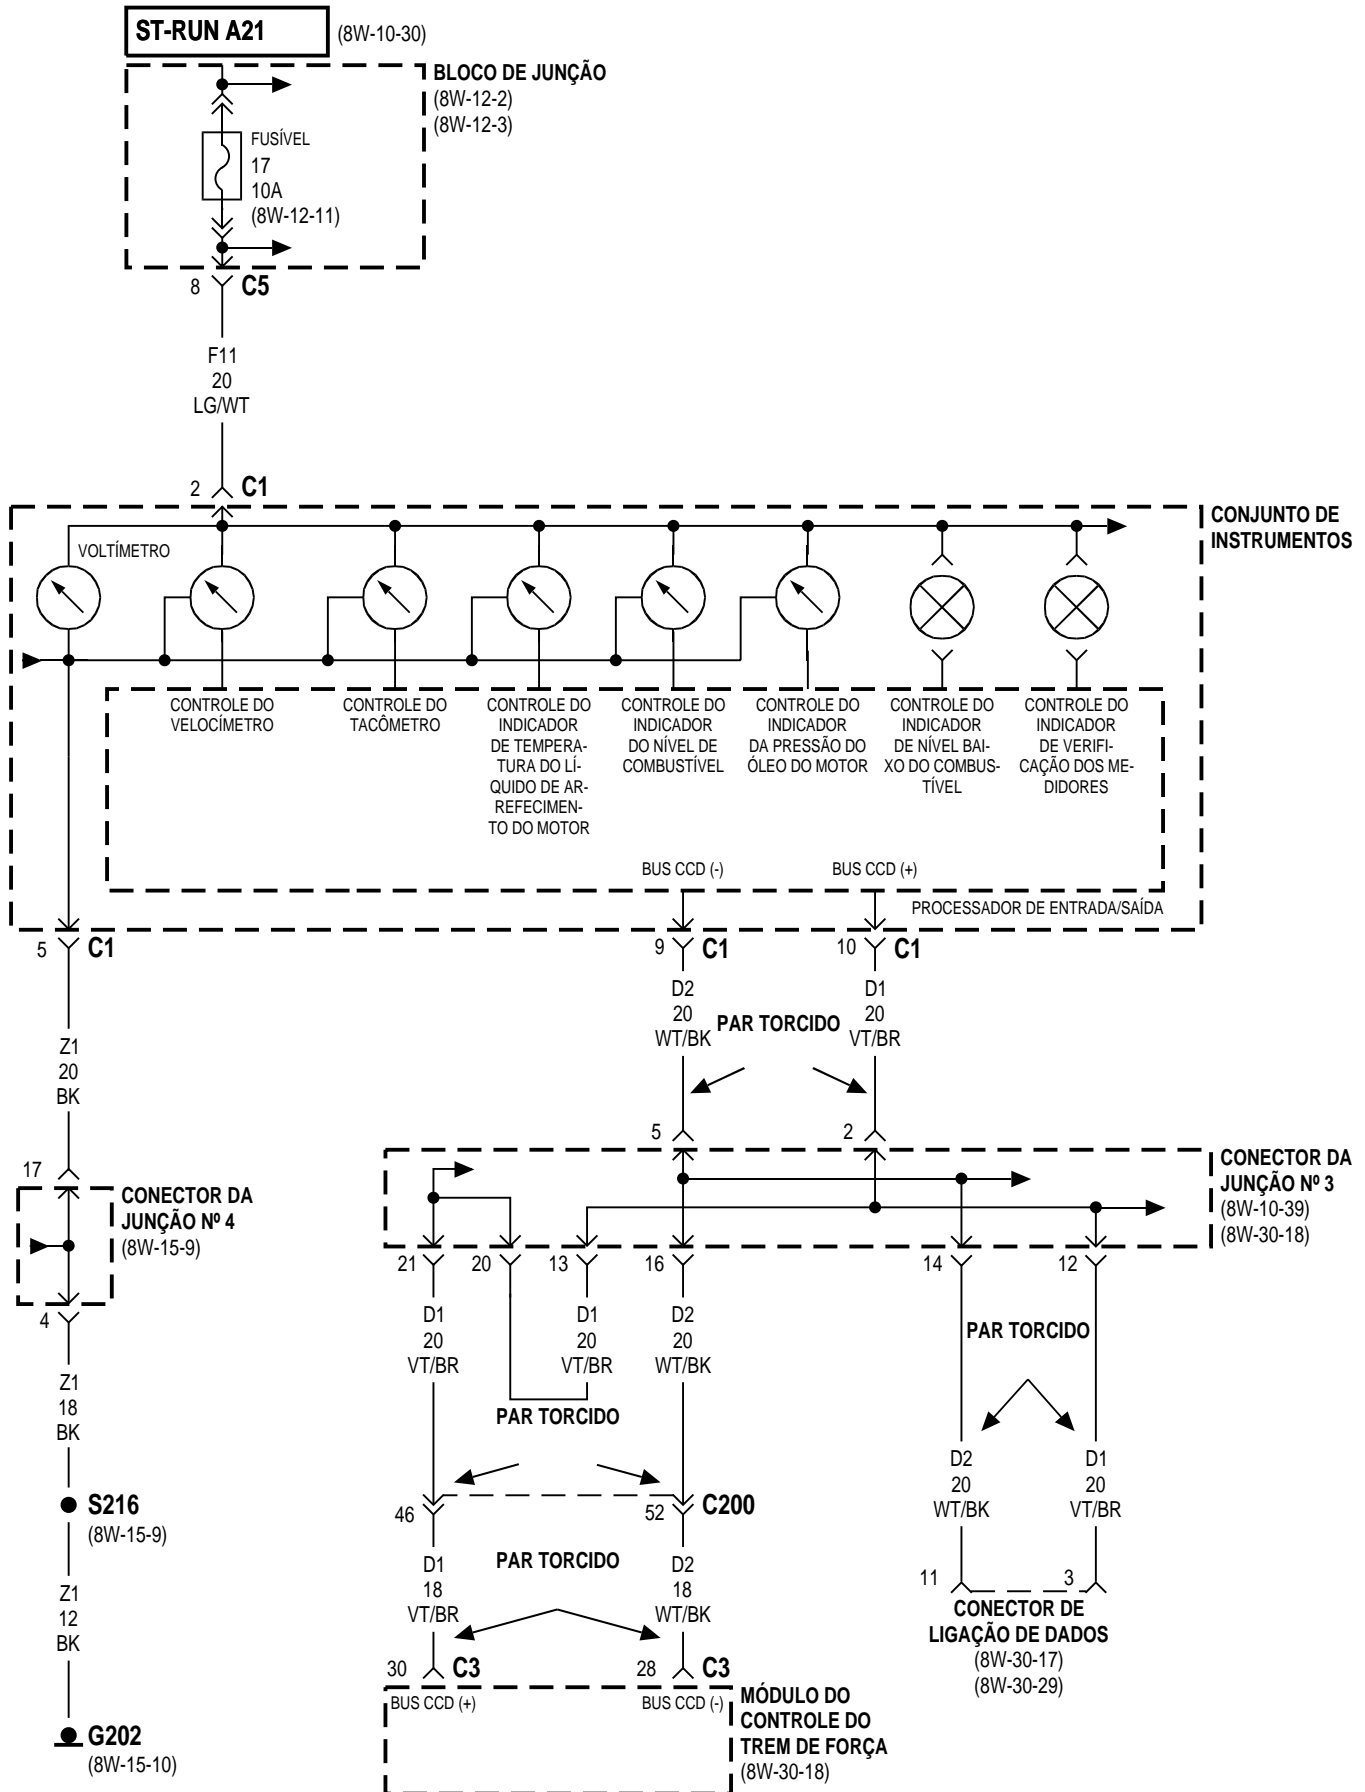 ST-RUN A21
(8W-10-30)
BLOCO DE JUNÇÃO
(8W-12-2)
(8W-12-3)
FUSÍVEL
17
10A
(8W-12-11)
8
C5
F11
20
LG/WT
2
C1
CONJUNTO DE
INSTRUMENTOS
VOLTÍMETRO
CONTROLE DO
VELOCÍMETRO
CONTROLE DO
TACÔMETRO
CONTROLE DO
INDICADOR
DE TEMPERA-
TURA DO LÍ-
QUIDO DE AR-
REFECIMEN-
TO DO MOTOR
CONTROLE DO
INDICADOR
DO NÍVEL DE
COMBUSTÍVEL
CONTROLE DO
INDICADOR
DA PRESSÃO DO
ÓLEO DO MOTOR
CONTROLE DO
INDICADOR
DE NÍVEL BAI-
XO DO COMBUS-
TÍVEL
CONTROLE DO
INDICADOR
DE VERIFI-
CAÇÃO DOS ME-
DIDORES
BUS CCD (-)
BUS CCD (+)
PROCESSADOR DE ENTRADA/SAÍDA
5
C1
9
C1
10
C1
D2
20
WT/BK
PAR TORCIDO
D1
20
VT/BR
Z1
20
BK
5
2
17
CONECTOR DA
JUNÇÃO Nº 4
(8W-15-9)
CONECTOR DA
JUNÇÃO Nº 3
(8W-10-39)
(8W-30-18)
4
21
20
13
16
14
12
D1
20
VT/BR
D1
20
VT/BR
D2
20
WT/BK
PAR TORCIDO
PAR TORCIDO
Z1
18
BK
D2
20
WT/BK
D1
20
VT/BR
S216
(8W-15-9)
46
52
C200
D1
18
VT/BR
PAR TORCIDO
D2
18
WT/BK
Z1
12
BK
11
3
CONECTOR DE
LIGAÇÃO DE DADOS
(8W-30-17)
(8W-30-29)
30
C3
28
C3
BUS CCD (+)
BUS CCD (-)
MÓDULO DO
CONTROLE DO
TREM DE FORÇA
(8W-30-18)
G202
(8W-15-10)